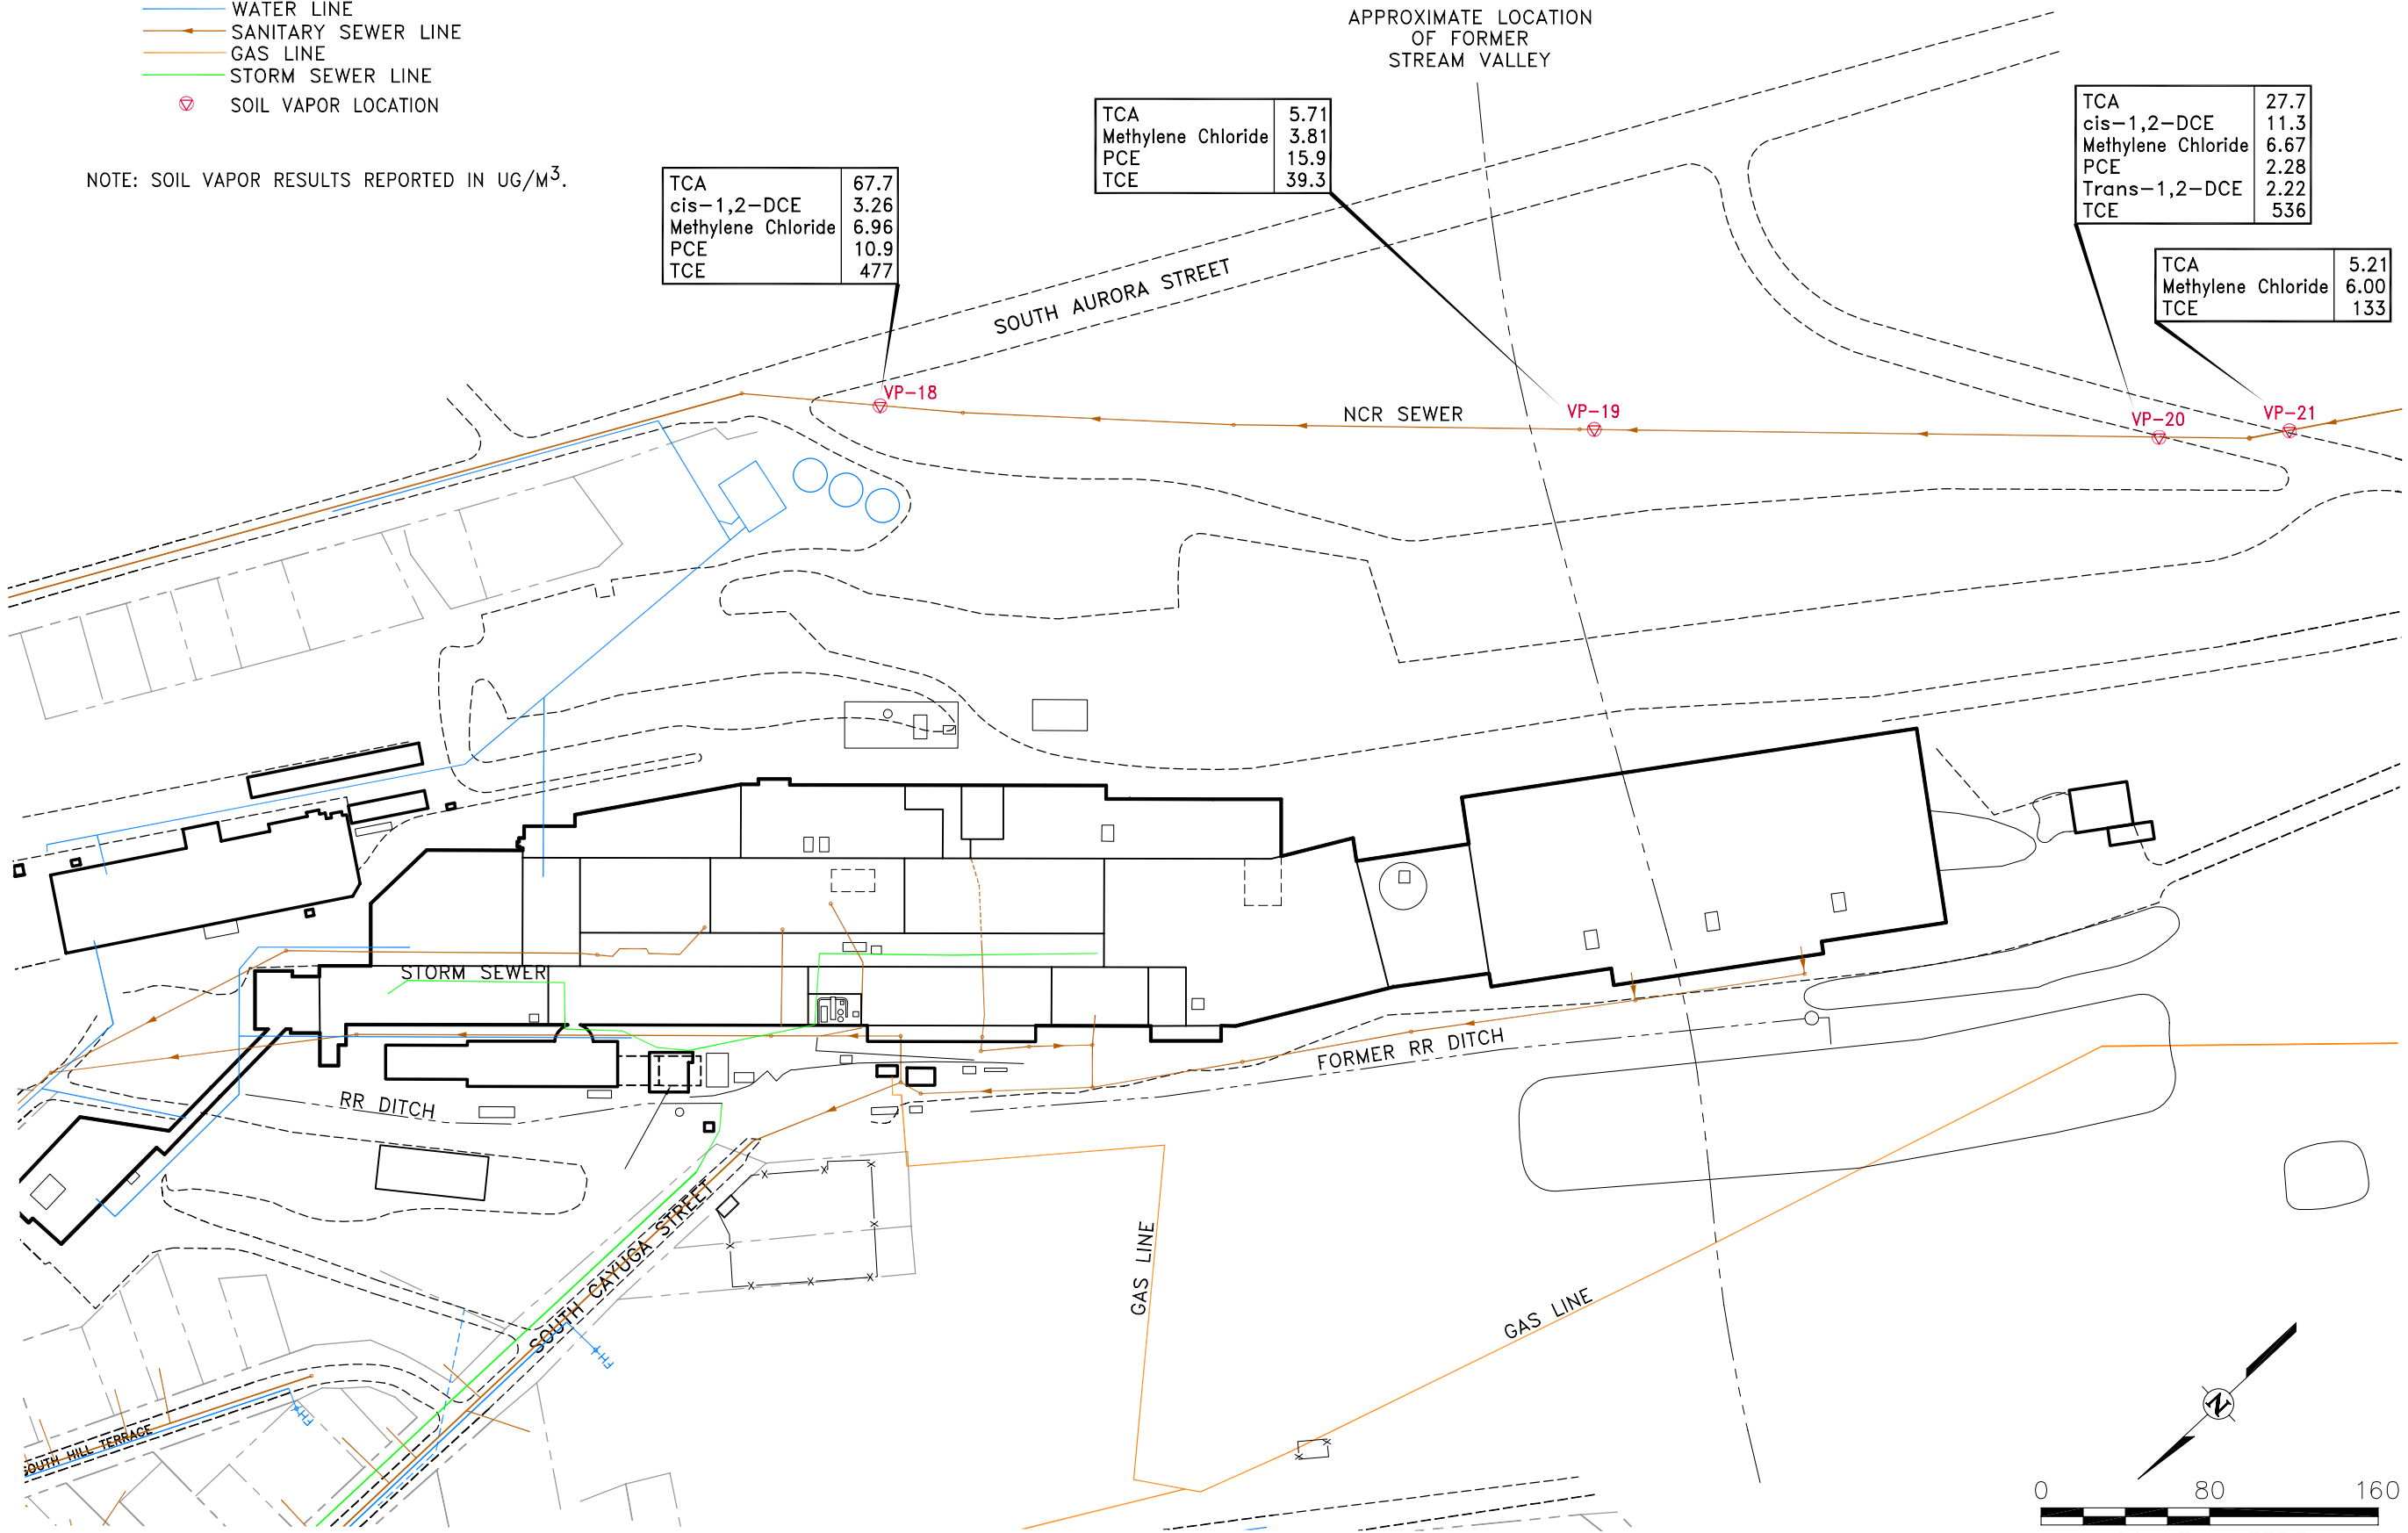 WATER LINE
SANITARY SEWER LINE
GAS LINE
STORM SEWER LINE
SOIL VAPOR LOCATION
NOTE: SOIL VAPOR RESULTS REPORTED IN UG/M³.
APPROXIMATE LOCATION
OF FORMER
STREAM VALLEY
TCA 67.7
cis-1,2-DCE 3.26
Methylene Chloride 6.96
PCE 10.9
TCE 477
TCA 5.71
Methylene Chloride 3.81
PCE 15.9
TCE 39.3
TCA 27.7
cis-1,2-DCE 11.3
Methylene Chloride 6.67
PCE 2.28
Trans-1,2-DCE 2.22
TCE 536
TCA 5.21
Methylene Chloride 6.00
TCE 133
SOUTH AURORA STREET
VP-18
NCR SEWER
VP-19
VP-20
VP-21
STORM SEWER
FORMER RR DITCH
RR DITCH
SOUTH CAYUGA STREET
GAS LINE
GAS LINE
FH
FH
SOUTH HILL TERRACE
N
0 80 160